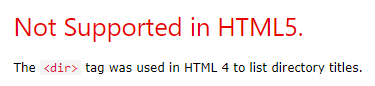 Not Supported in HTML5.
The <dir> tag was used in HTML 4 to list directory titles.